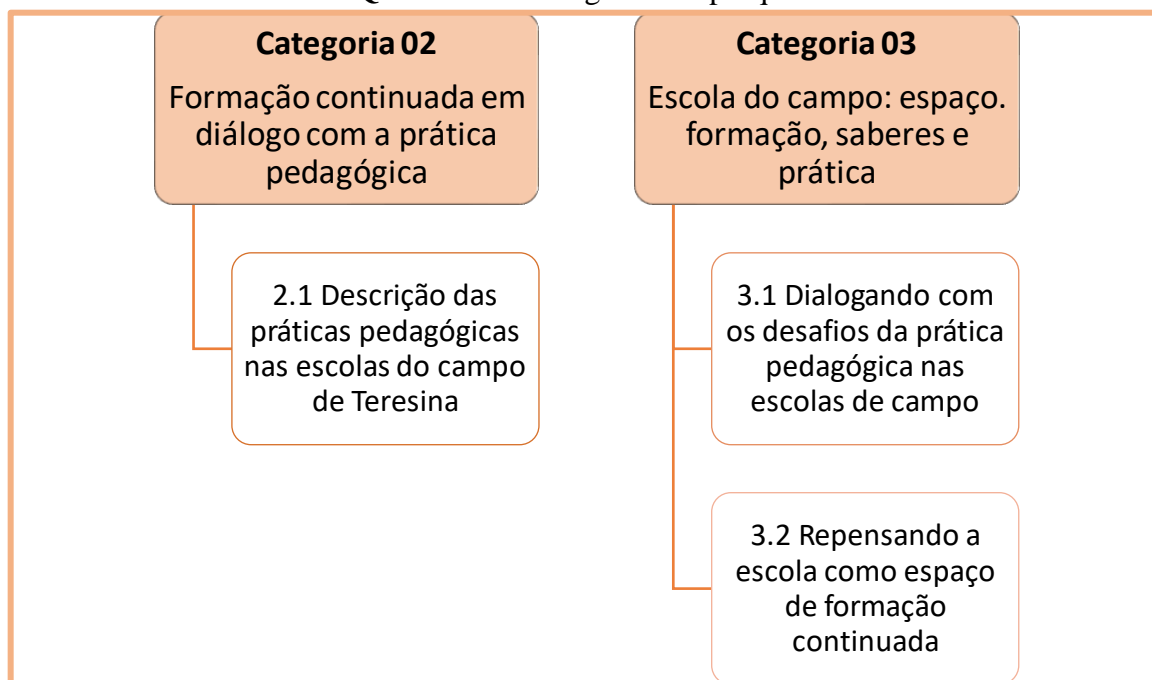 Categoria 02
Formação continuada em
diálogo com a prática
pedagógica
2.1 Descrição das
práticas pedagógicas
nas escolas do campo
de Teresina
Categoria 03
Escola do campo: espaço.
formação, saberes e
prática
3.1 Dialogando com
os desafios da prática
pedagógica nas
escolas de campo
3.2 Repensando a
escola como espaço
de formação
continuada